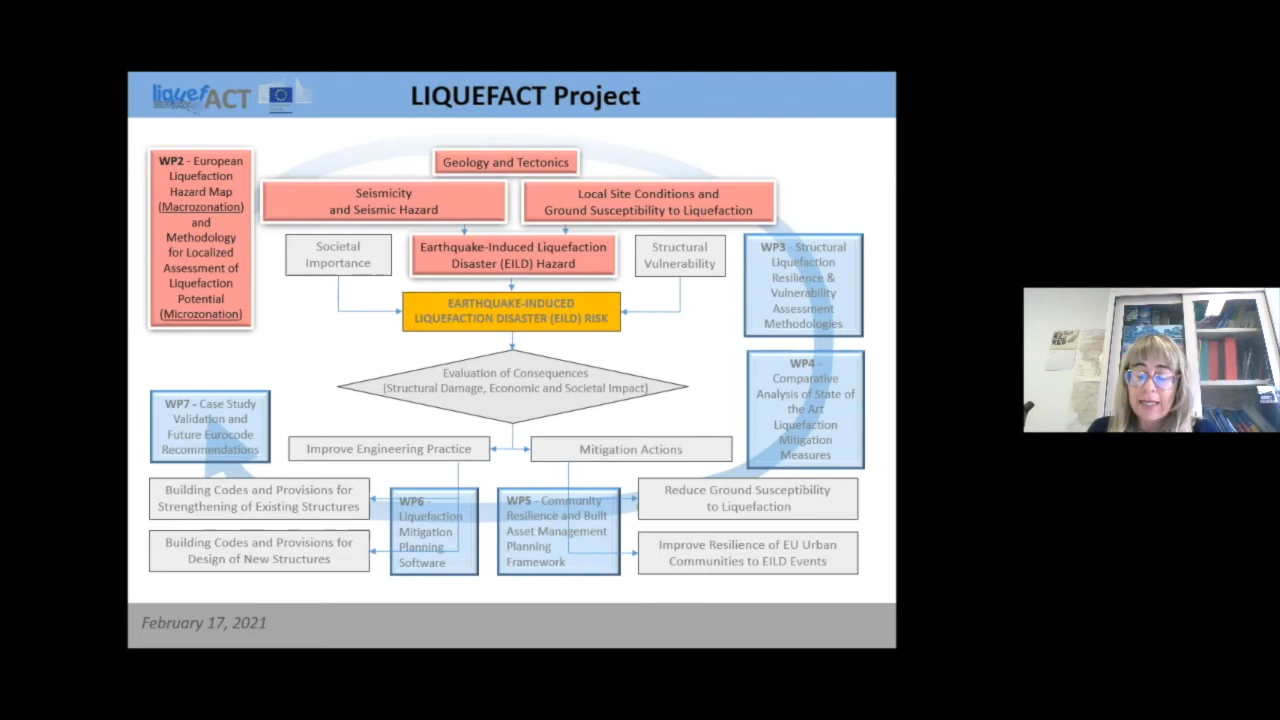 liquefACT
LIQUEFACT Project
WP2 - European
Liquefaction
Hazard Map
(Macrozonation)
and
Methodology
for Localized
Assessment of
Liquefaction
Potential
(Microzonation)
Geology and Tectonics
Seismicity
and Seismic Hazard
Local Site Conditions and
Ground Susceptibility to Liquefaction
Societal
Importance
Earthquake-Induced Liquefaction
Disaster (EILD) Hazard
Structural
Vulnerability
WP3 - Structural
Liquefaction
Resilience &
Vulnerability
Assessment
Methodologies
EARTHQUAKE-INDUCED
LIQUEFACTION DISASTER (EILD) RISK
Evaluation of Consequences
(Structural Damage, Economic and Societal Impact)
WP4 -
Comparative
Analysis of State of
the Art
Liquefaction
Mitigation
Measures
WP7 - Case Study
Validation and
Future Eurocode
Recommendations
Improve Engineering Practice
Mitigation Actions
Building Codes and Provisions for
Strengthening of Existing Structures
Building Codes and Provisions for
Design of New Structures
WP6 -
Liquefaction
Mitigation
Planning
Software
WP5 - Community
Resilience and Built
Asset Management
Planning
Framework
Reduce Ground Susceptibility
to Liquefaction
Improve Resilience of EU Urban
Communities to EILD Events
February 17, 2021